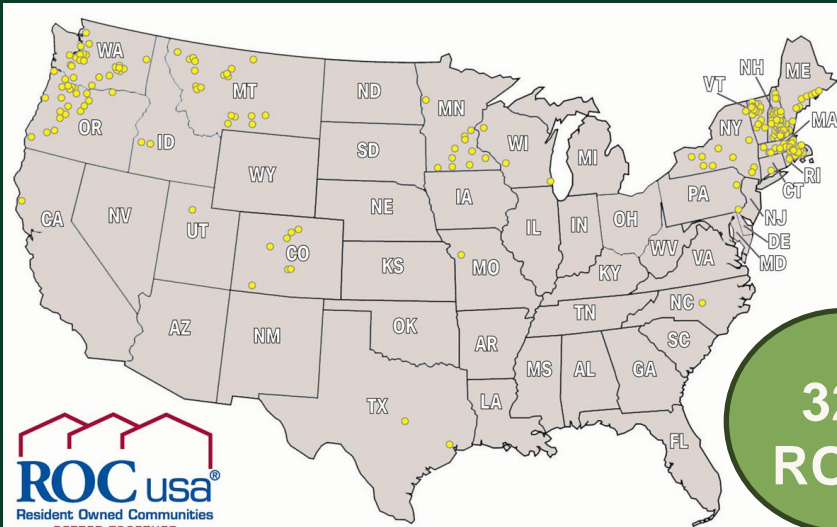 WA
MT
ND
MN
OR
ID
WY
SD
WI
MI
NY
VT
NH
ME
MA
RI
CT
NJ
DE
MD
PA
CA
NV
UT
CO
NE
IA
IL
IN
OH
WV
VA
KS
MO
KY
AZ
NM
OK
AR
TN
NC
SC
TX
LA
MS
AL
GA
FL
ROC usa®
Resident Owned Communities